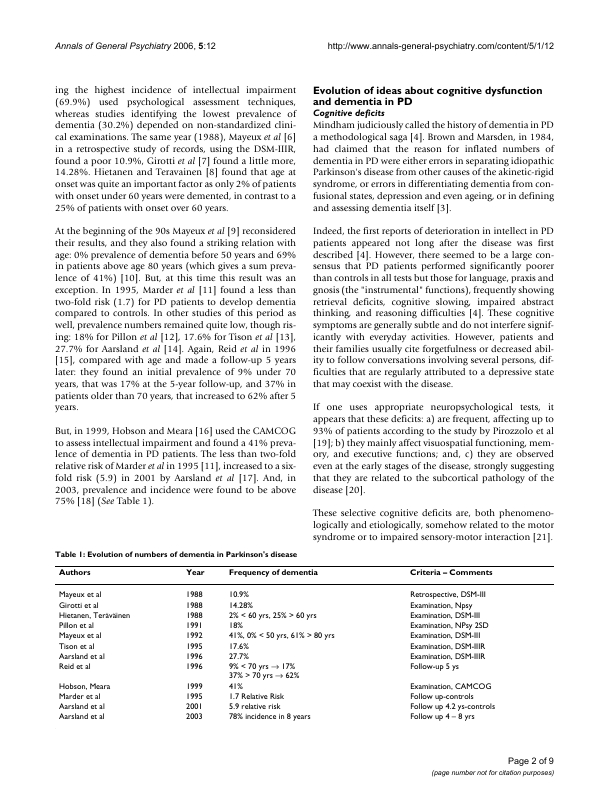 Annals of General Psychiatry 2006, 5:12
http://www.annals-general-psychiatry.com/content/5/1/12
ing the highest incidence of intellectual impairment
(69.9%) used psychological assessment techniques,
whereas studies identifying the lowest prevalence of
dementia (30.2%) depended on non-standardized clini-
cal examinations. The same year (1988), Mayeux et al [6]
in a retrospective study of records, using the DSM-IIIR,
found a poor 10.9%, Girotti et al [7] found a little more,
14.28%. Hietanen and Teravainen [8] found that age at
onset was quite an important factor as only 2% of patients
with onset under 60 years were demented, in contrast to a
25% of patients with onset over 60 years.
At the beginning of the 90s Mayeux et al [9] reconsidered
their results, and they also found a striking relation with
age: 0% prevalence of dementia before 50 years and 69%
in patients above age 80 years (which gives a sum preva-
lence of 41%) [10]. But, at this time this result was an
exception. In 1995, Marder et al [11] found a less than
two-fold risk (1.7) for PD patients to develop dementia
compared to controls. In other studies of this period as
well, prevalence numbers remained quite low, though ris-
ing: 18% for Pillon et al [12], 17.6% for Tison et al [13],
27.7% for Aarsland et al [14]. Again, Reid et al in 1996
[15], compared with age and made a follow-up 5 years
later: they found an initial prevalence of 9% under 70
years, that was 17% at the 5-year follow-up, and 37% in
patients older than 70 years, that increased to 62% after 5
years.
But, in 1999, Hobson and Meara [16] used the CAMCOG
to assess intellectual impairment and found a 41% preva-
lence of dementia in PD patients. The less than two-fold
relative risk of Marder et al in 1995 [11], increased to a six-
fold risk (5.9) in 2001 by Aarsland et al [17]. And, in
2003, prevalence and incidence were found to be above
75% [18] (See Table 1).
Evolution of ideas about cognitive dysfunction
and dementia in PD
Cognitive deficits
Mindham judiciously called the history of dementia in PD
a methodological saga [4]. Brown and Marsden, in 1984,
had claimed that the reason for inflated numbers of
dementia in PD were either errors in separating idiopathic
Parkinson's disease from other causes of the akinetic-rigid
syndrome, or errors in differentiating dementia from con-
fusional states, depression and even ageing, or in defining
and assessing dementia itself [3].
Indeed, the first reports of deterioration in intellect in PD
patients appeared not long after the disease was first
described [4]. However, there seemed to be a large con-
sensus that PD patients performed significantly poorer
than controls in all tests but those for language, praxis and
gnosis (the "instrumental" functions), frequently showing
retrieval deficits, cognitive slowing, impaired abstract
thinking, and reasoning difficulties [4]. These cognitive
symptoms are generally subtle and do not interfere signif-
icantly with everyday activities. However, patients and
their families usually cite forgetfulness or decreased abil-
ity to follow conversations involving several persons, dif-
ficulties that are regularly attributed to a depressive state
that may coexist with the disease.
If one uses appropriate neuropsychological tests, it
appears that these deficits: a) are frequent, affecting up to
93% of patients according to the study by Pirozzolo et al
[19]; b) they mainly affect visuospatial functioning, mem-
ory, and executive functions; and, c) they are observed
even at the early stages of the disease, strongly suggesting
that they are related to the subcortical pathology of the
disease [20].
These selective cognitive deficits are, both phenomeno-
logically and etiologically, somehow related to the motor
syndrome or to impaired sensory-motor interaction [21].
Table 1: Evolution of numbers of dementia in Parkinson's disease
Authors Year Frequency of dementia Criteria – Comments
Mayeux et al 1988 10.9% Retrospective, DSM-III
Girotti et al 1988 14.28% Examination, Npsy
Hietanen, Teräväinen 1988 2% < 60 yrs, 25% > 60 yrs Examination, DSM-III
Pillon et al 1991 18% Examination, NPsy 2SD
Mayeux et al 1992 41%, 0% < 50 yrs, 61% > 80 yrs Examination, DSM-III
Tison et al 1995 17.6% Examination, DSM-IIIR
Aarsland et al 1996 27.7% Examination, DSM-IIIR
Reid et al 1996 9% < 70 yrs → 17% Follow-up 5 ys
37% > 70 yrs → 62%
Hobson, Meara 1999 41% Examination, CAMCOG
Marder et al 1995 1.7 Relative Risk Follow up-controls
Aarsland et al 2001 5.9 relative risk Follow up 4.2 ys-controls
Aarsland et al 2003 78% incidence in 8 years Follow up 4 – 8 yrs
Page 2 of 9
(page number not for citation purposes)